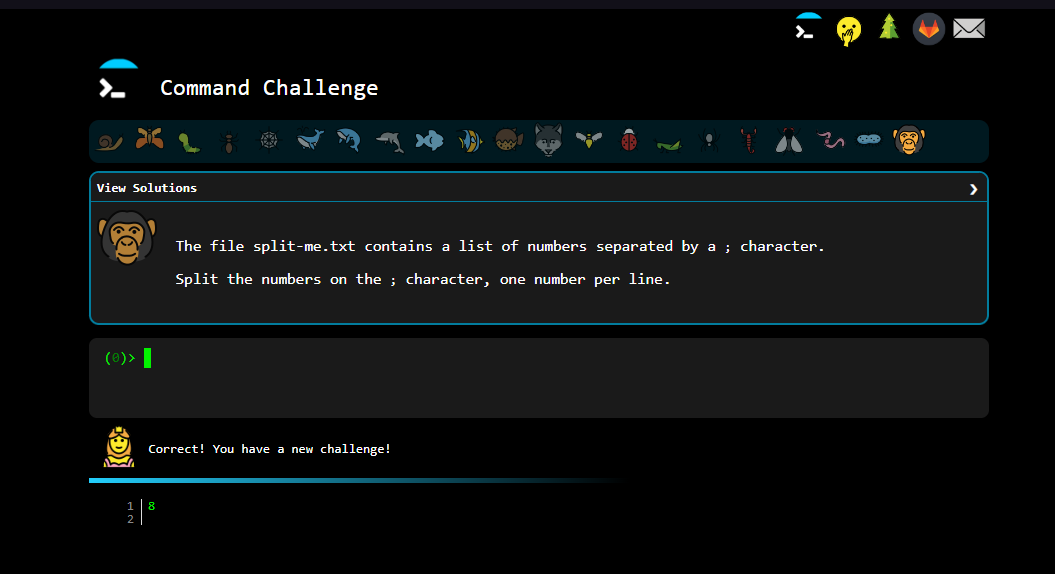 Command Challenge
View Solutions
The file split-me.txt contains a list of numbers separated by a ; character.
Split the numbers on the ; character, one number per line.
(0)>
Correct! You have a new challenge!
1 8
2